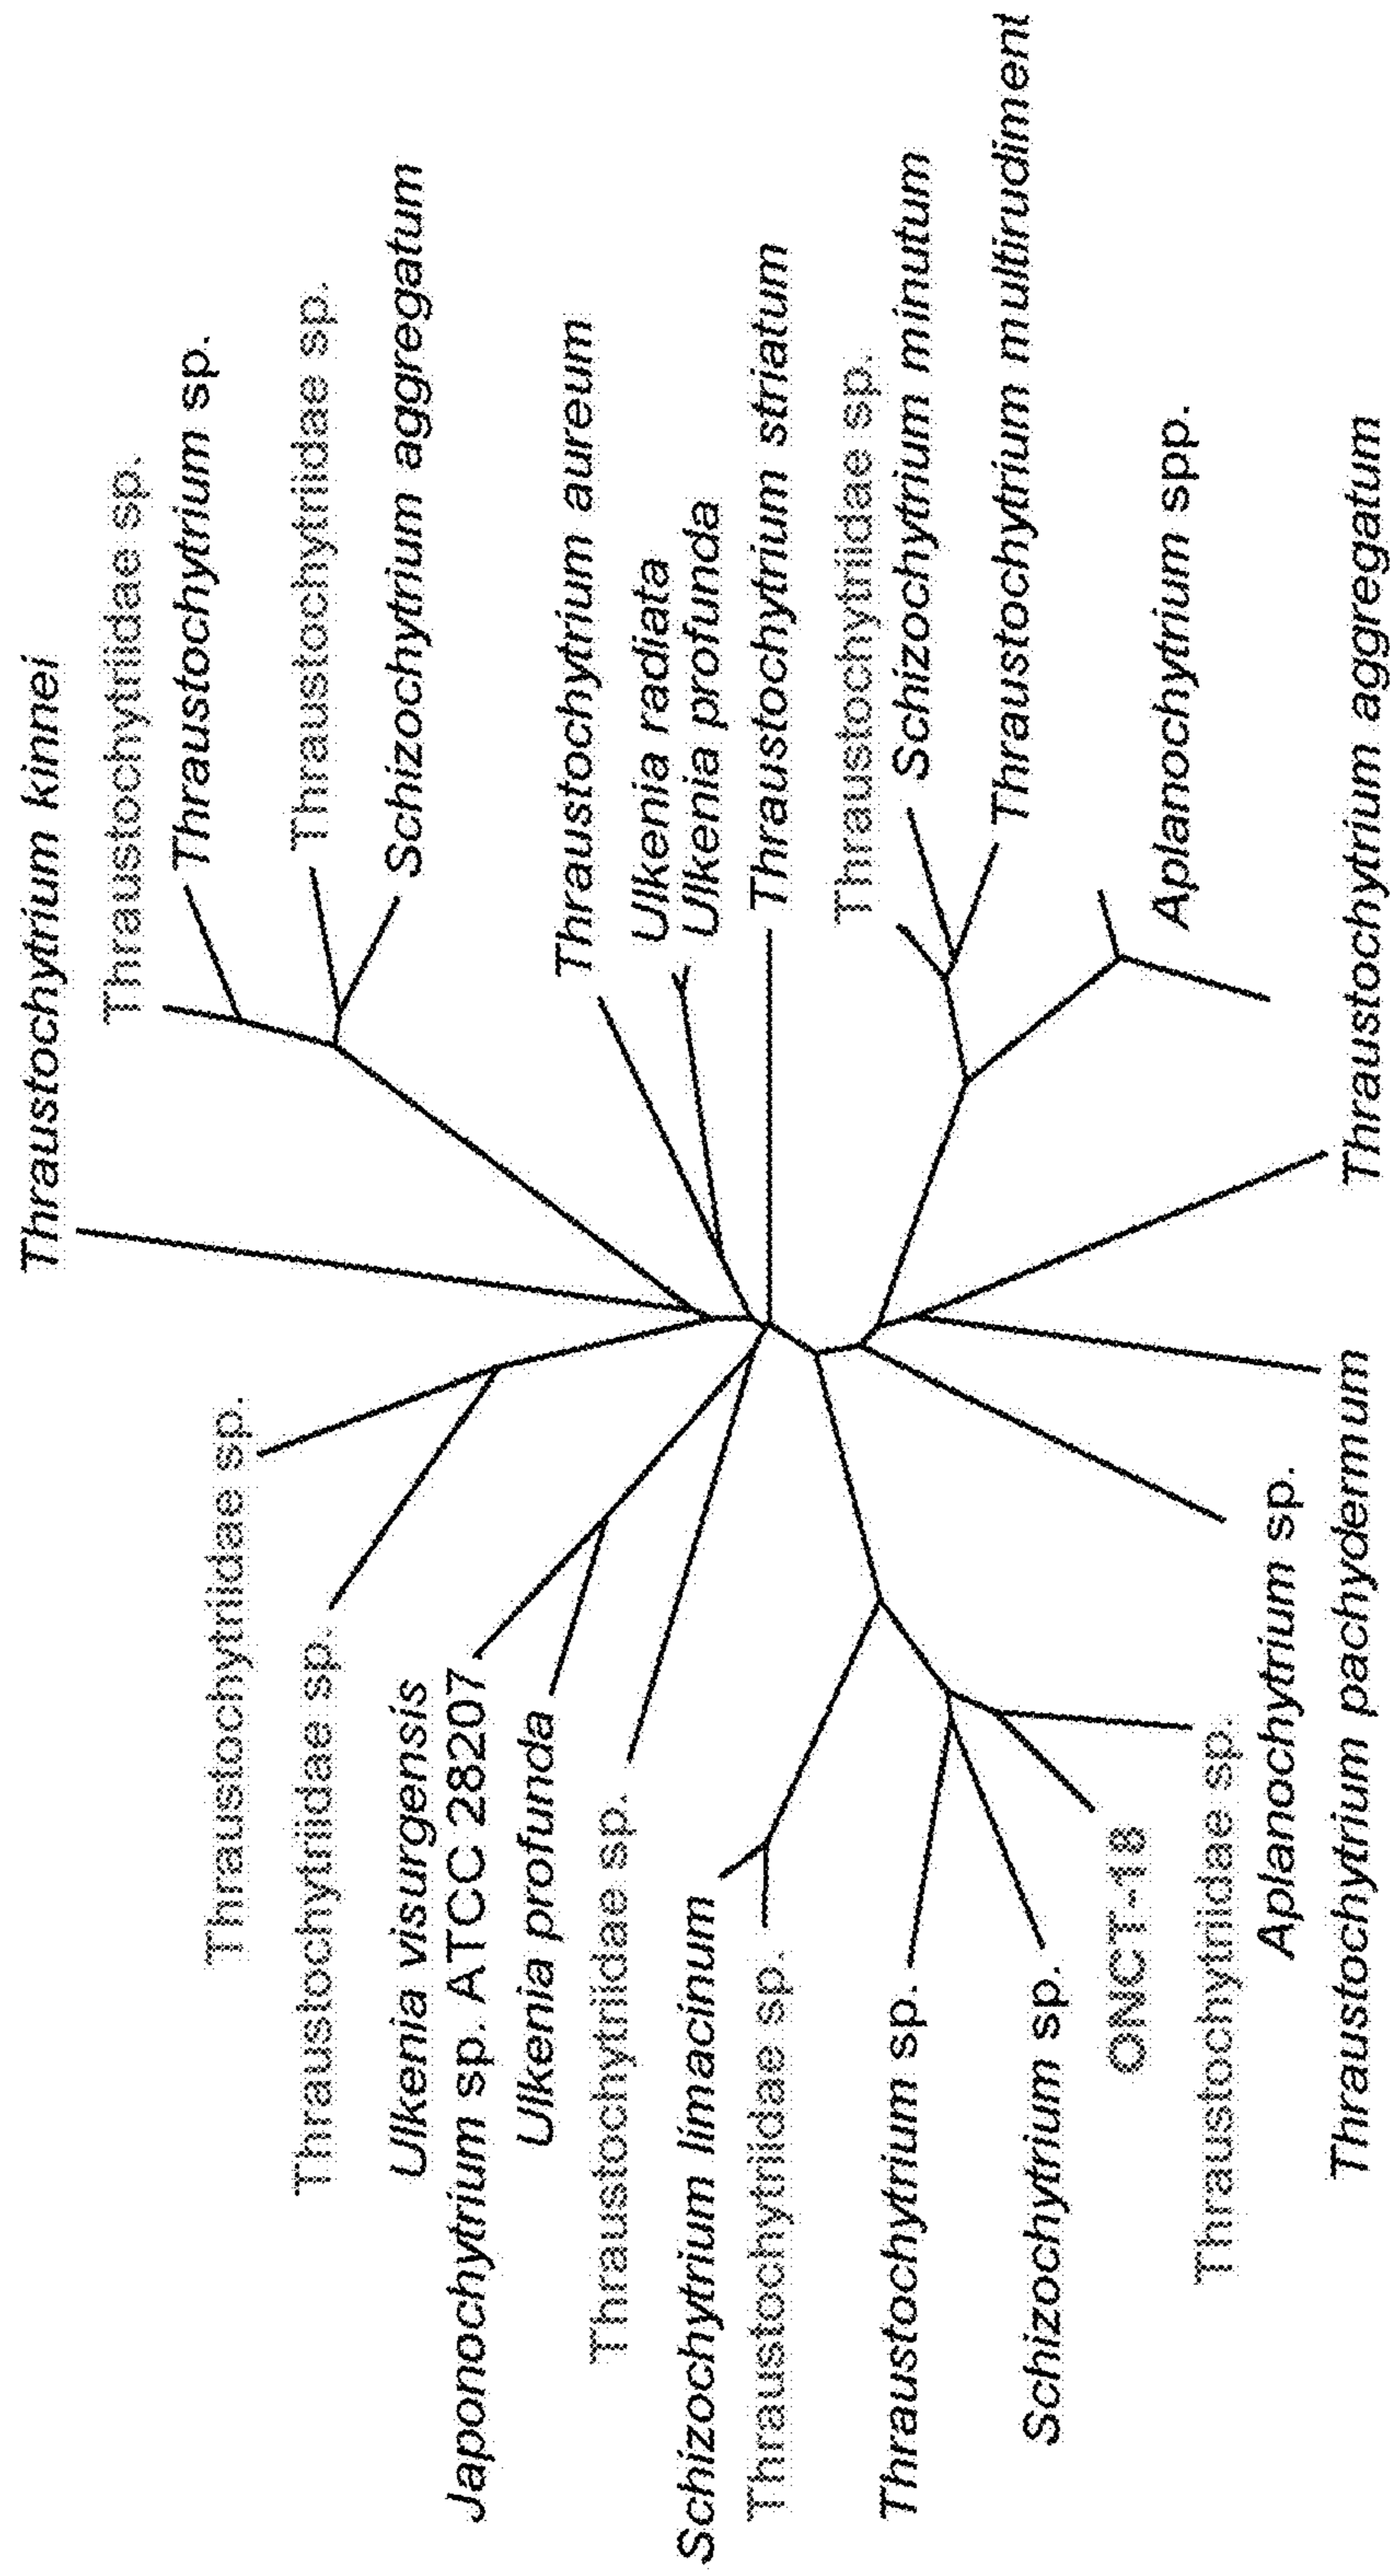 Thraustochytrium kinnei
Thraustochytriidae sp.
Thraustochytrium sp.
Thraustochytriidae sp.
Schizochytrium aggregatum
Thraustochytrium aureum
Ulkenia radiata
Ulkenia profunda
Thraustochytrium striatum
Thraustochytriidae sp.
Schizochytrium minutum
Thraustochytrium multirudiment
Aplanochytrium spp.
Thraustochytrium aggregatum
Thraustochytriidae sp.
Thraustochytriidae sp.
Ulkenia visurgensis
Japonochytrium sp. ATCC 28207
Ulkenia profunda
Thraustochytriidae sp.
Schizochytrium limacinum
Thraustochytriidae sp.
Thraustochytrium sp.
Schizochytrium sp.
ONCT-18
Thraustochytriidae sp.
Aplanochytrium sp.
Thraustochytrium pachydermum